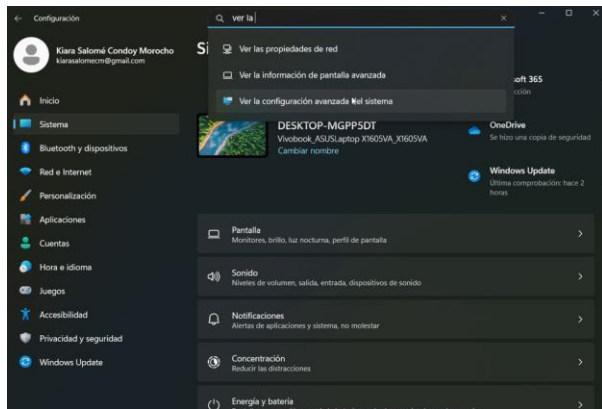 Configuración
ver la
Kiara Salomé Condoy Morocho
kiarasalomecm@gmail.com
Ver las propiedades de red
Ver la información de pantalla avanzada
Ver la configuración avanzada del sistema
Inicio
Sistema
Bluetooth y dispositivos
Red e Internet
Personalización
Aplicaciones
Cuentas
Hora e idioma
Juegos
Accesibilidad
Privacidad y seguridad
Windows Update
DESKTOP-MGPP5DT
Vivobook_ASUSLaptop X1605VA_X1605VA
Cambiar nombre
OneDrive
Se hizo una copia de seguridad
Windows Update
Última comprobación: hace 2
horas
Pantalla
Monitores, brillo, luz nocturna, perfil de pantalla
Sonido
Niveles de volumen, salida, entrada, dispositivos de sonido
Notificaciones
Alertas de aplicaciones y sistema, no molestar
Concentración
Reducir las distracciones
Energía y batería